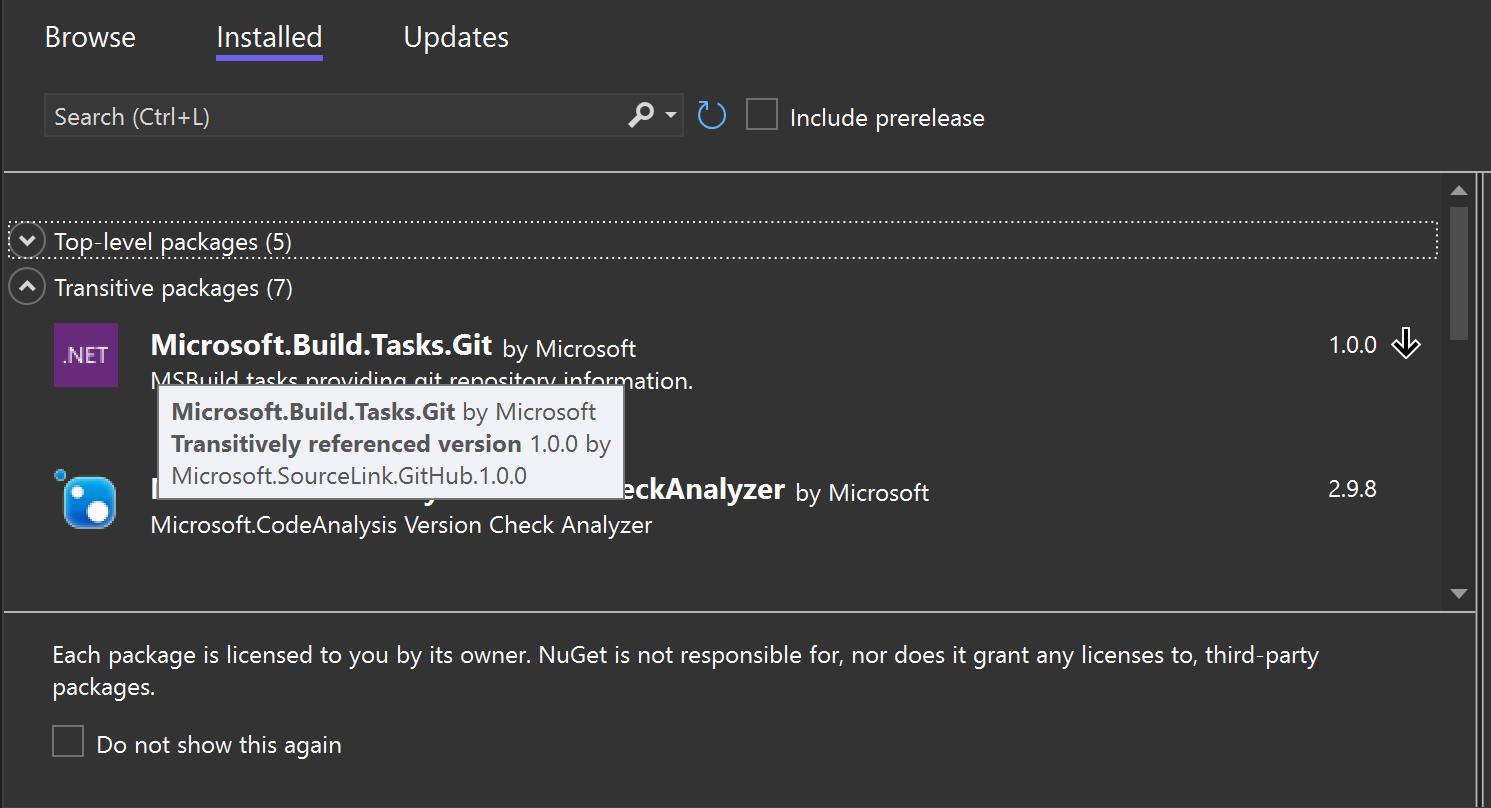 Browse Installed Updates
Search (Ctrl+L) Include prerelease
Top-level packages (5)
Transitive packages (7)
.NET Microsoft.Build.Tasks.Git by Microsoft 1.0.0
MSBuild tasks providing git repository information.
Microsoft.Build.Tasks.Git by Microsoft
Transitively referenced version 1.0.0 by
Microsoft.SourceLink.GitHub.1.0.0
eckAnalyzer by Microsoft 2.9.8
Microsoft.CodeAnalysis Version Check Analyzer
Each package is licensed to you by its owner. NuGet is not responsible for, nor does it grant any licenses to, third-party
packages.
Do not show this again